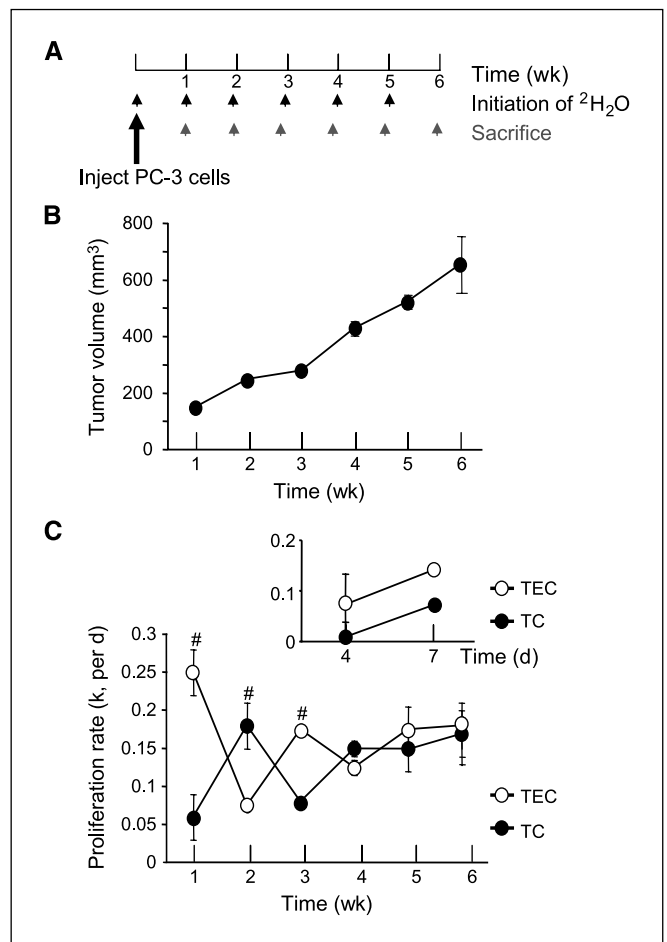 A
1 2 3 4 5 6
Time (wk)
Initiation of ²H₂O
Sacrifice
Inject PC-3 cells
B
Tumor volume (mm³)
800
600
400
200
0
1 2 3 4 5 6
Time (wk)
C
0.2
0.1
0
4 7
Time (d)
TEC
TC
Proliferation rate (k, per d)
0.3
0.25
0.2
0.15
0.1
0.05
0
# # #
TEC
TC
1 2 3 4 5 6
Time (wk)